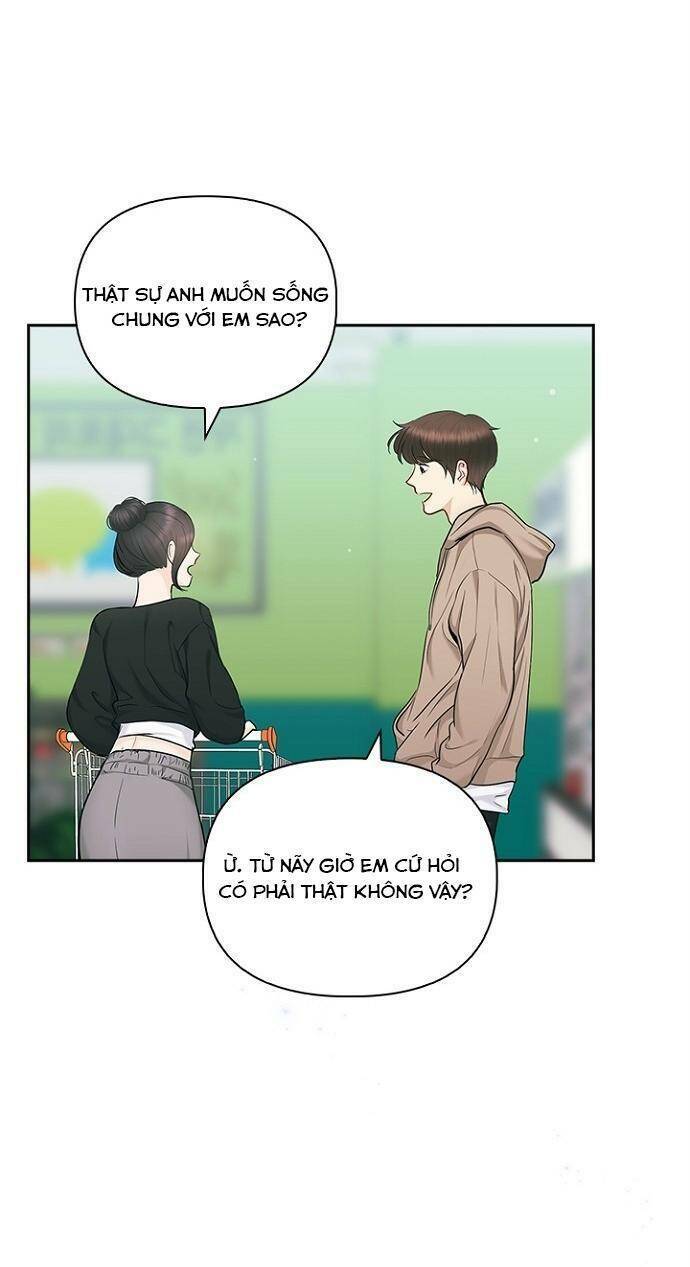 THẬT SỰ ANH MUỐN SỐNG
CHUNG VỚI EM SAO?
Ừ. TỪ NÃY GIỜ EM CỨ HỎI
CÓ PHẢI THẬT KHÔNG VẬY?